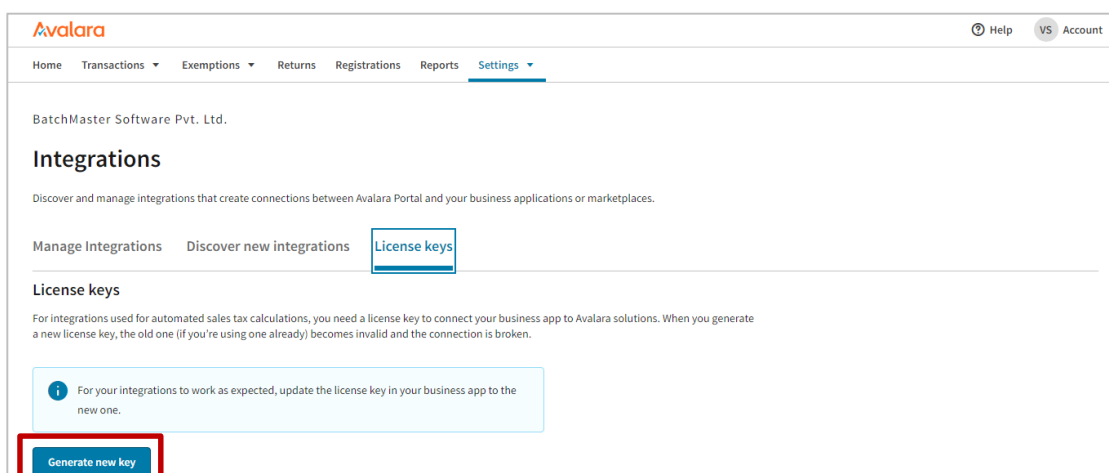 Avalara
Help VS Account
Home Transactions Exemptions Returns Registrations Reports Settings
BatchMaster Software Pvt. Ltd.
Integrations
Discover and manage integrations that create connections between Avalara Portal and your business applications or marketplaces.
Manage Integrations Discover new integrations License keys
License keys
For integrations used for automated sales tax calculations, you need a license key to connect your business app to Avalara solutions. When you generate
a new license key, the old one (if you're using one already) becomes invalid and the connection is broken.
For your integrations to work as expected, update the license key in your business app to the
new one.
Generate new key